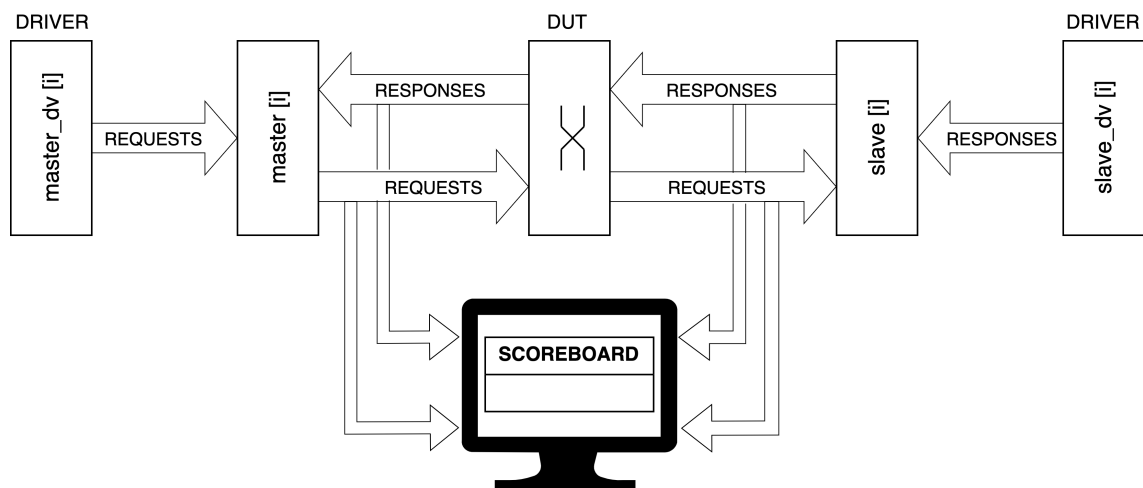 DRIVER
DUT
DRIVER
master_dv [i]
REQUESTS
master [i]
RESPONSES
REQUESTS
RESPONSES
REQUESTS
slave [i]
RESPONSES
slave_dv [i]
SCOREBOARD